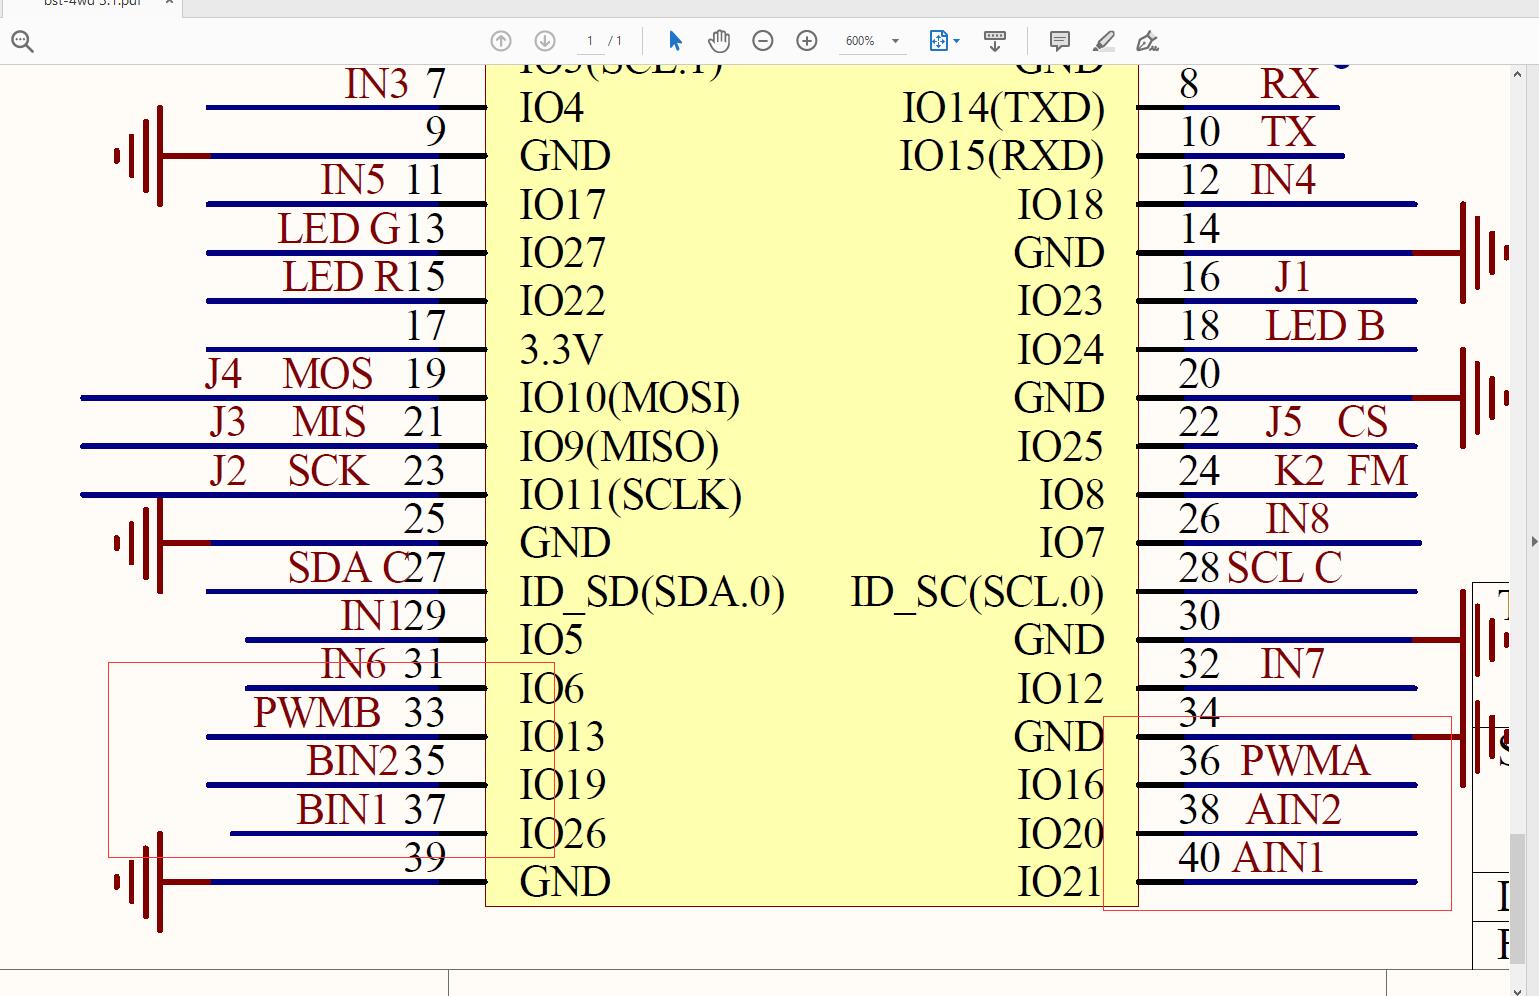 bst-4wd 3.1.pdf
1 / 1 600%
IO3(SCL.1) GND
IN3 7 IO4 IO14(TXD) 8 RX
9 GND IO15(RXD) 10 TX
IN5 11 IO17 IO18 12 IN4
LED G 13 IO27 GND 14
LED R 15 IO22 IO23 16 J1
17 3.3V IO24 18 LED B
J4 MOS 19 IO10(MOSI) GND 20
J3 MIS 21 IO9(MISO) IO25 22 J5 CS
J2 SCK 23 IO11(SCLK) IO8 24 K2 FM
25 GND IO7 26 IN8
SDA C 27 ID_SD(SDA.0) ID_SC(SCL.0) 28 SCL C
IN1 29 IO5 GND 30
IN6 31 IO6 IO12 32 IN7
PWMB 33 IO13 GND 34
BIN2 35 IO19 IO16 36 PWMA
BIN1 37 IO26 IO20 38 AIN2
39 GND IO21 40 AIN1